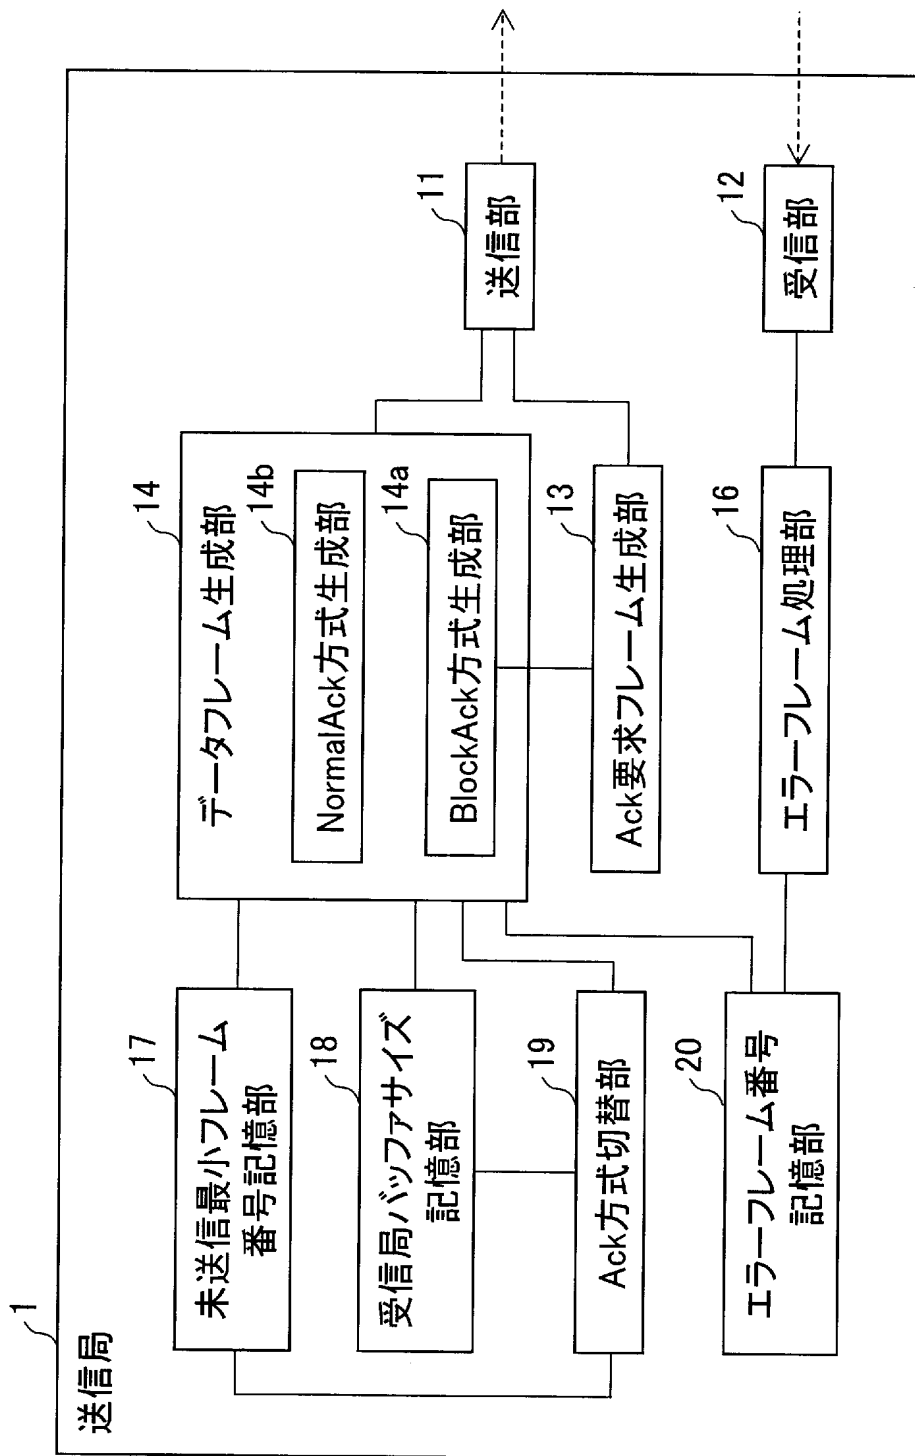 1
送信局
17
未送信最小フレーム
番号記憶部
18
受信局バッファサイズ
記憶部
19
Ack方式切替部
20
エラーフレーム番号
記憶部
14
データフレーム生成部
14b
NormalAck方式生成部
14a
BlockAck方式生成部
13
Ack要求フレーム生成部
16
エラーフレーム処理部
11
送信部
12
受信部